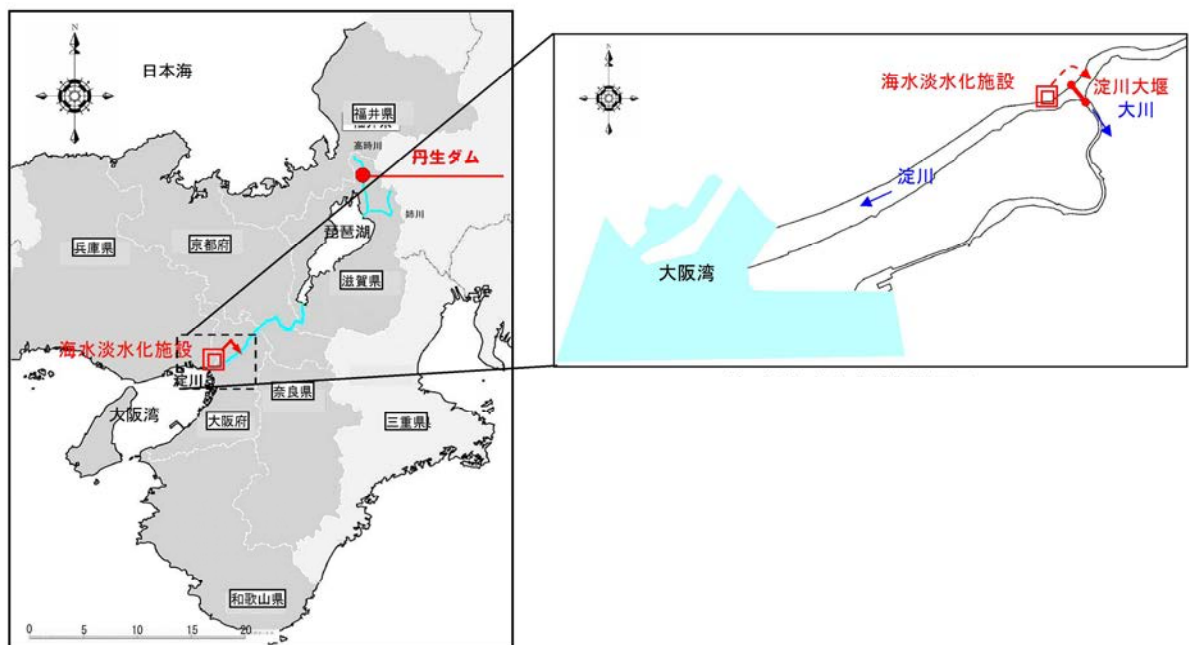 N
日本海
福井県
高時川
丹生ダム
姉川
琵琶湖
兵庫県
京都府
滋賀県
海水淡水化施設
淀川
奈良県
大阪湾
大阪府
三重県
和歌山県
0 5 10 15 20
N
海水淡水化施設
淀川大堰
大川
淀川
大阪湾